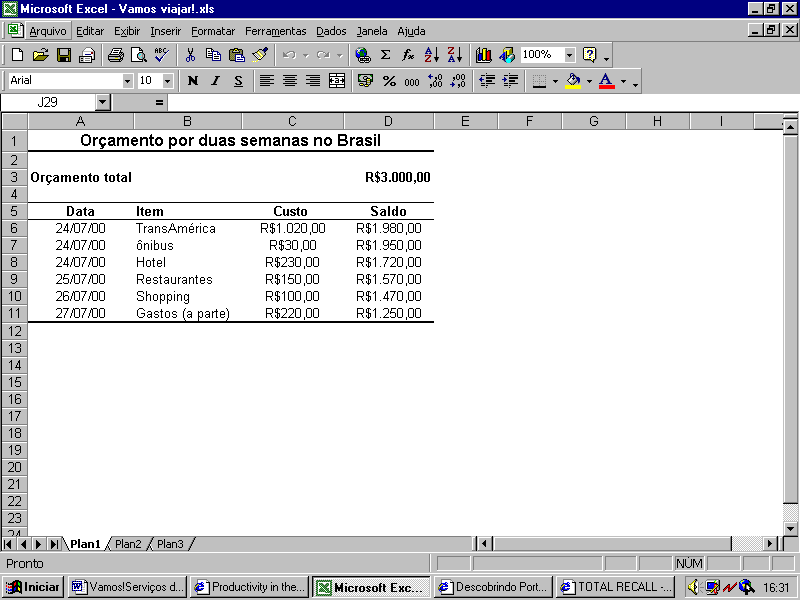 Microsoft Excel - Vamos viajar!.xls
Arquivo Editar Exibir Inserir Formatar Ferramentas Dados Janela Ajuda
100%
Arial 10 N I S
J29 =
A B C D E F G H I
1 Orçamento por duas semanas no Brasil
2
3 Orçamento total R$3.000,00
4
5 Data Item Custo Saldo
6 24/07/00 TransAmérica R$1.020,00 R$1.980,00
7 24/07/00 ônibus R$30,00 R$1.950,00
8 24/07/00 Hotel R$230,00 R$1.720,00
9 25/07/00 Restaurantes R$150,00 R$1.570,00
10 26/07/00 Shopping R$100,00 R$1.470,00
11 27/07/00 Gastos (a parte) R$220,00 R$1.250,00
12
13
14
15
16
17
18
19
20
21
22
23
24
Plan1 Plan2 Plan3
Pronto NÚM
Iniciar Vamos!Serviços d... Productivity in the... Microsoft Exc... Descobrindo Port... TOTAL RECALL -... 16:31